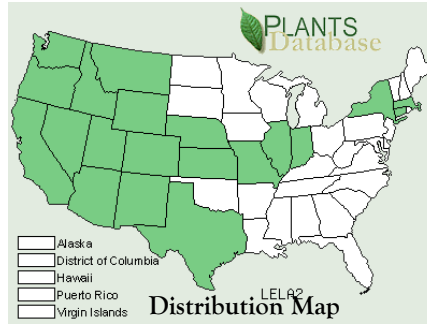 PLANTS
Database
Alaska
District of Columbia
Hawaii
Puerto Rico
Virgin Islands
LELA2
Distribution Map